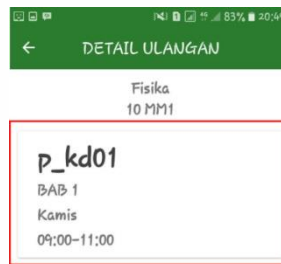 83% 20:4
DETAIL ULANGAN
Fisika
10 MM1
p_kd01
BAB 1
Kamis
09:00-11:00